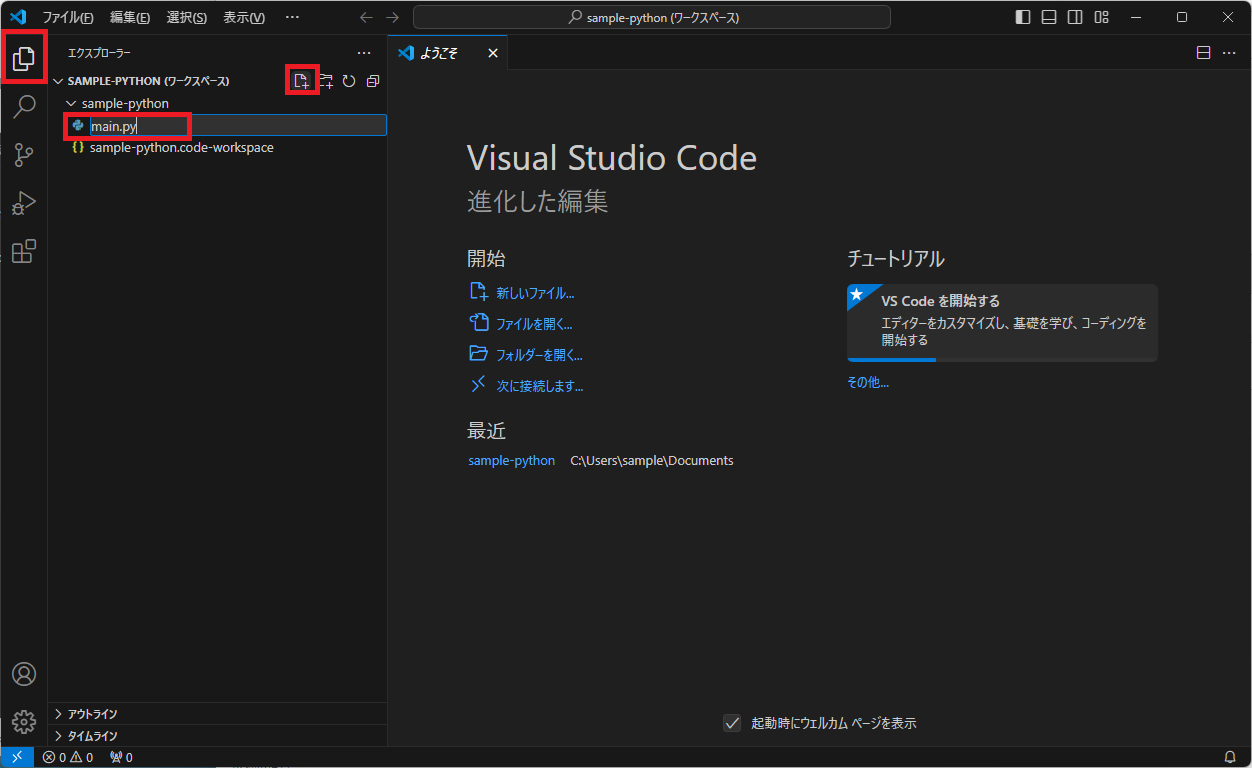 ファイル(F) 編集(E) 選択(S) 表示(V) ··· sample-python (ワークスペース)
エクスプローラー ···
ようこそ
SAMPLE-PYTHON (ワークスペース)
sample-python
main.py
{} sample-python.code-workspace
Visual Studio Code
進化した編集
開始
新しいファイル...
ファイルを開く...
フォルダーを開く...
次に接続します...
最近
sample-python C:\Users\sample\Documents
チュートリアル
VS Code を開始する
エディターをカスタマイズし、基礎を学び、コーディングを
開始する
その他...
起動時にウェルカム ページを表示
アウトライン
タイムライン
0 0 0